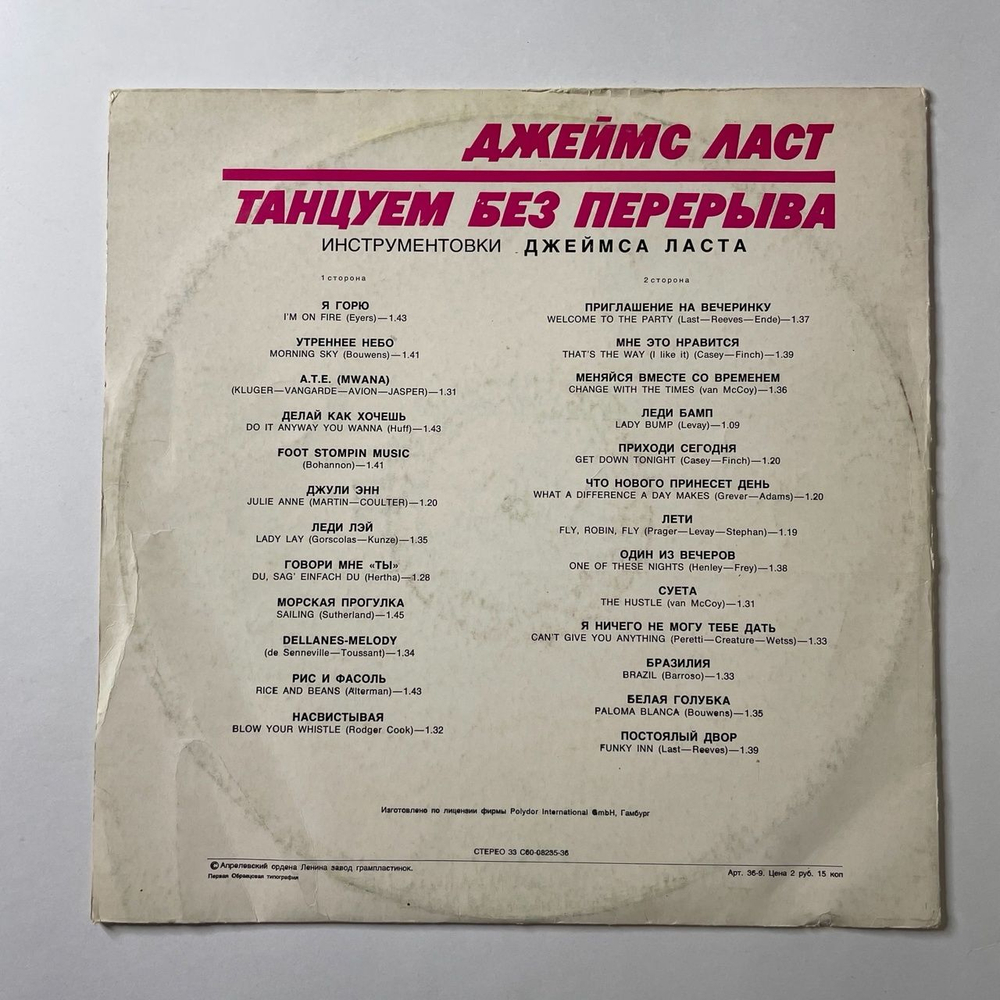 ДЖЕЙМС ЛАСТ
ТАНЦУЕМ БЕЗ ПЕРЕРЫВА
ИНСТРУМЕНТОВКИ ДЖЕЙМСА ЛАСТА
1 сторона
Я ГОРЮ
I'M ON FIRE (Eyers)—1.43
УТРЕННЕЕ НЕБО
MORNING SKY (Bouwens)—1.41
A.T.E. (MWANA)
(KLUGER—VANGARDE—AVION—JASPER)—1.31
ДЕЛАЙ КАК ХОЧЕШЬ
DO IT ANYWAY YOU WANNA (Huff)—1.43
FOOT STOMPIN MUSIC
(Bohannon)—1.41
ДЖУЛИ ЭНН
JULIE ANNE (MARTIN—COULTER)—1.20
ЛЕДИ ЛЭЙ
LADY LAY (Gorscolas—Kunze)—1.35
ГОВОРИ МНЕ «ТЫ»
DU, SAG' EINFACH DU (Hertha)—1.28
МОРСКАЯ ПРОГУЛКА
SAILING (Sutherland)—1.45
DELLANES-MELODY
(de Senneville—Toussant)—1.34
РИС И ФАСОЛЬ
RICE AND BEANS (Alterman)—1.43
НАСВИСТЫВАЯ
BLOW YOUR WHISTLE (Rodger Cook)—1.32
2 сторона
ПРИГЛАШЕНИЕ НА ВЕЧЕРИНКУ
WELCOME TO THE PARTY (Last—Reeves—Ende)—1.37
МНЕ ЭТО НРАВИТСЯ
THAT'S THE WAY (I like it) (Casey—Finch)—1.39
МЕНЯЙСЯ ВМЕСТЕ СО ВРЕМЕНЕМ
CHANGE WITH THE TIMES (van McCoy)—1.36
ЛЕДИ БАМП
LADY BUMP (Levay)—1.09
ПРИХОДИ СЕГОДНЯ
GET DOWN TONIGHT (Casey—Finch)—1.20
ЧТО НОВОГО ПРИНЕСЕТ ДЕНЬ
WHAT A DIFFERENCE A DAY MAKES (Grever—Adams)—1.20
ЛЕТИ
FLY, ROBIN, FLY (Prager—Levay—Stephan)—1.19
ОДИН ИЗ ВЕЧЕРОВ
ONE OF THESE NIGHTS (Henley—Frey)—1.38
СУЕТА
THE HUSTLE (van McCoy)—1.31
Я НИЧЕГО НЕ МОГУ ТЕБЕ ДАТЬ
CAN'T GIVE YOU ANYTHING (Peretti—Creature—Wetss)—1.33
БРАЗИЛИЯ
BRAZIL (Barroso)—1.33
БЕЛАЯ ГОЛУБКА
PALOMA BLANCA (Bouwens)—1.35
ПОСТОЯЛЫЙ ДВОР
FUNKY INN (Last—Reeves)—1.39
Изготовлено по лицензии фирмы Polydor International GmbH, Гамбург
СТЕРЕО 33 С60-08235-36
© Апрелевский ордена Ленина завод грампластинок.
Первая Образцовая типография
Арт. 36-9. Цена 2 руб. 15 коп